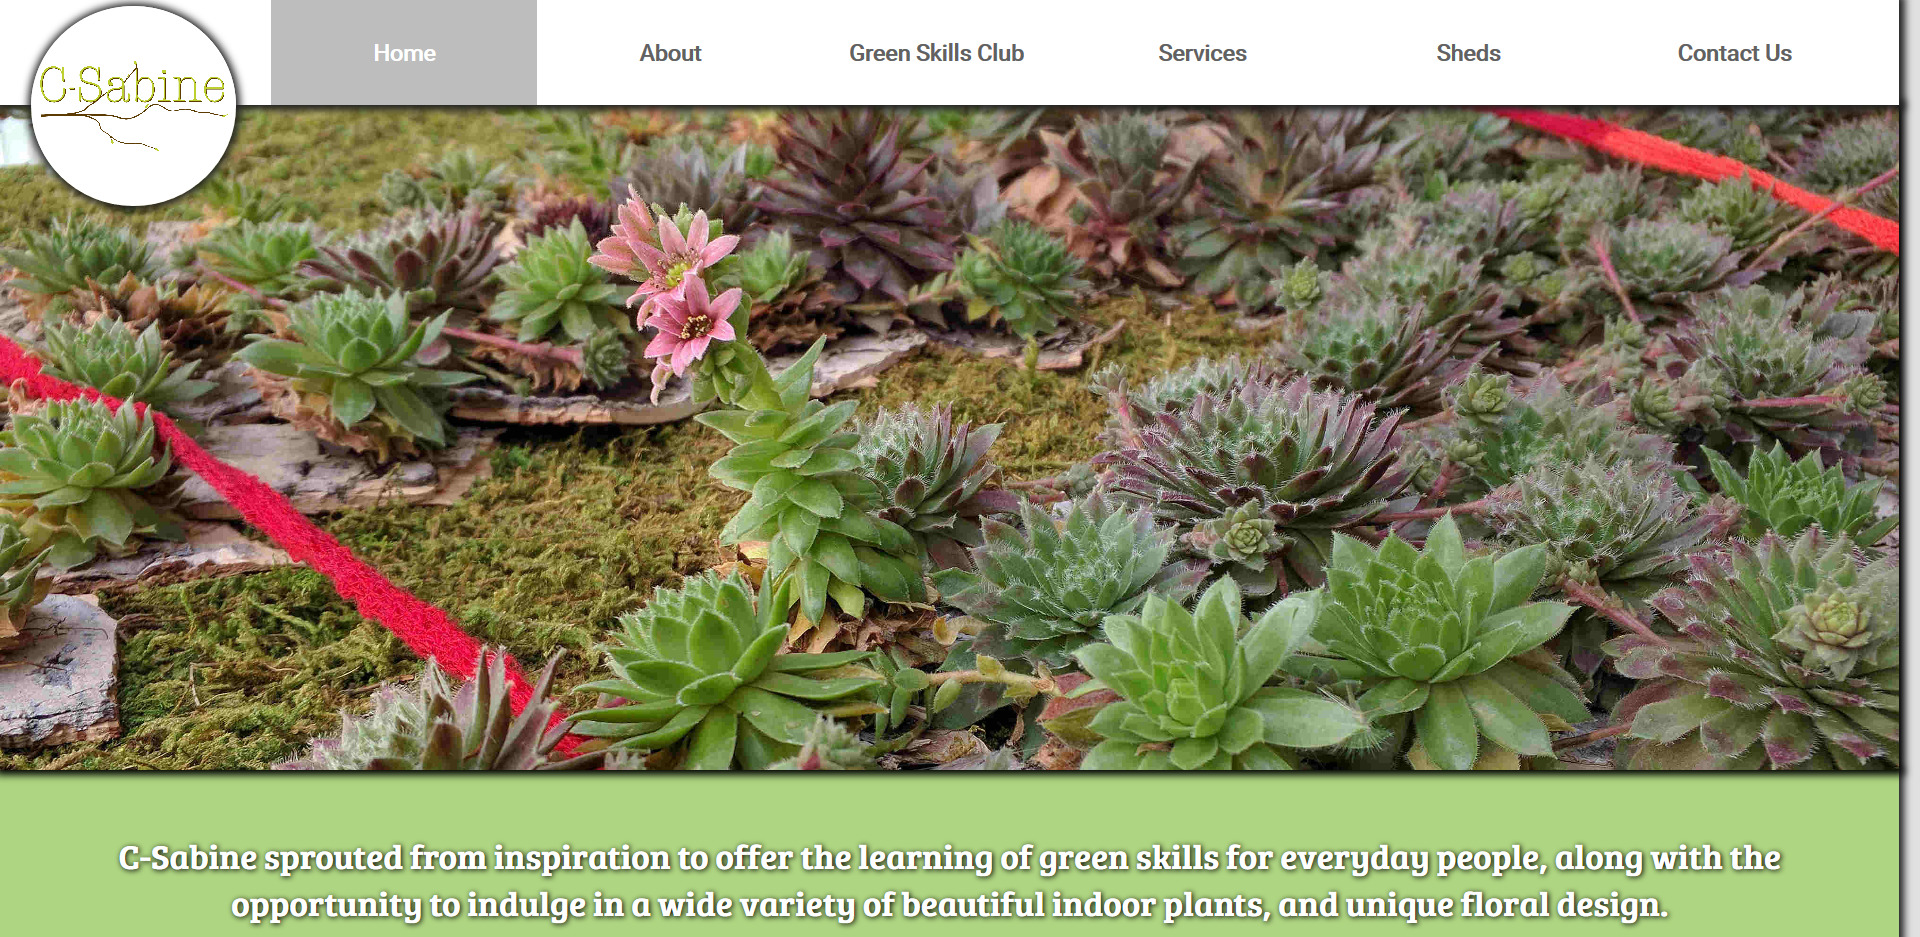 C-Sabine
Home
About
Green Skills Club
Services
Sheds
Contact Us
C-Sabine sprouted from inspiration to offer the learning of green skills for everyday people, along with the
opportunity to indulge in a wide variety of beautiful indoor plants, and unique floral design.